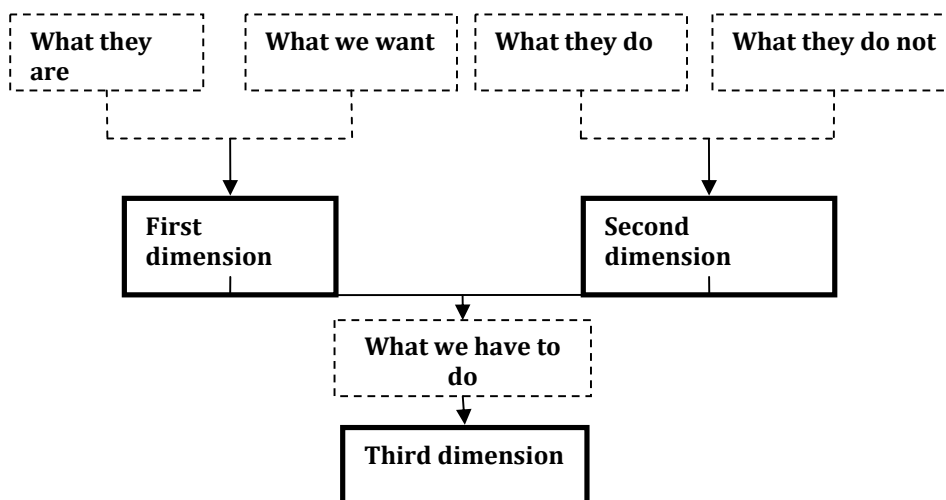 What they
are
What we want
What they do
What they do not
First
dimension
Second
dimension
What we have to
do
Third dimension